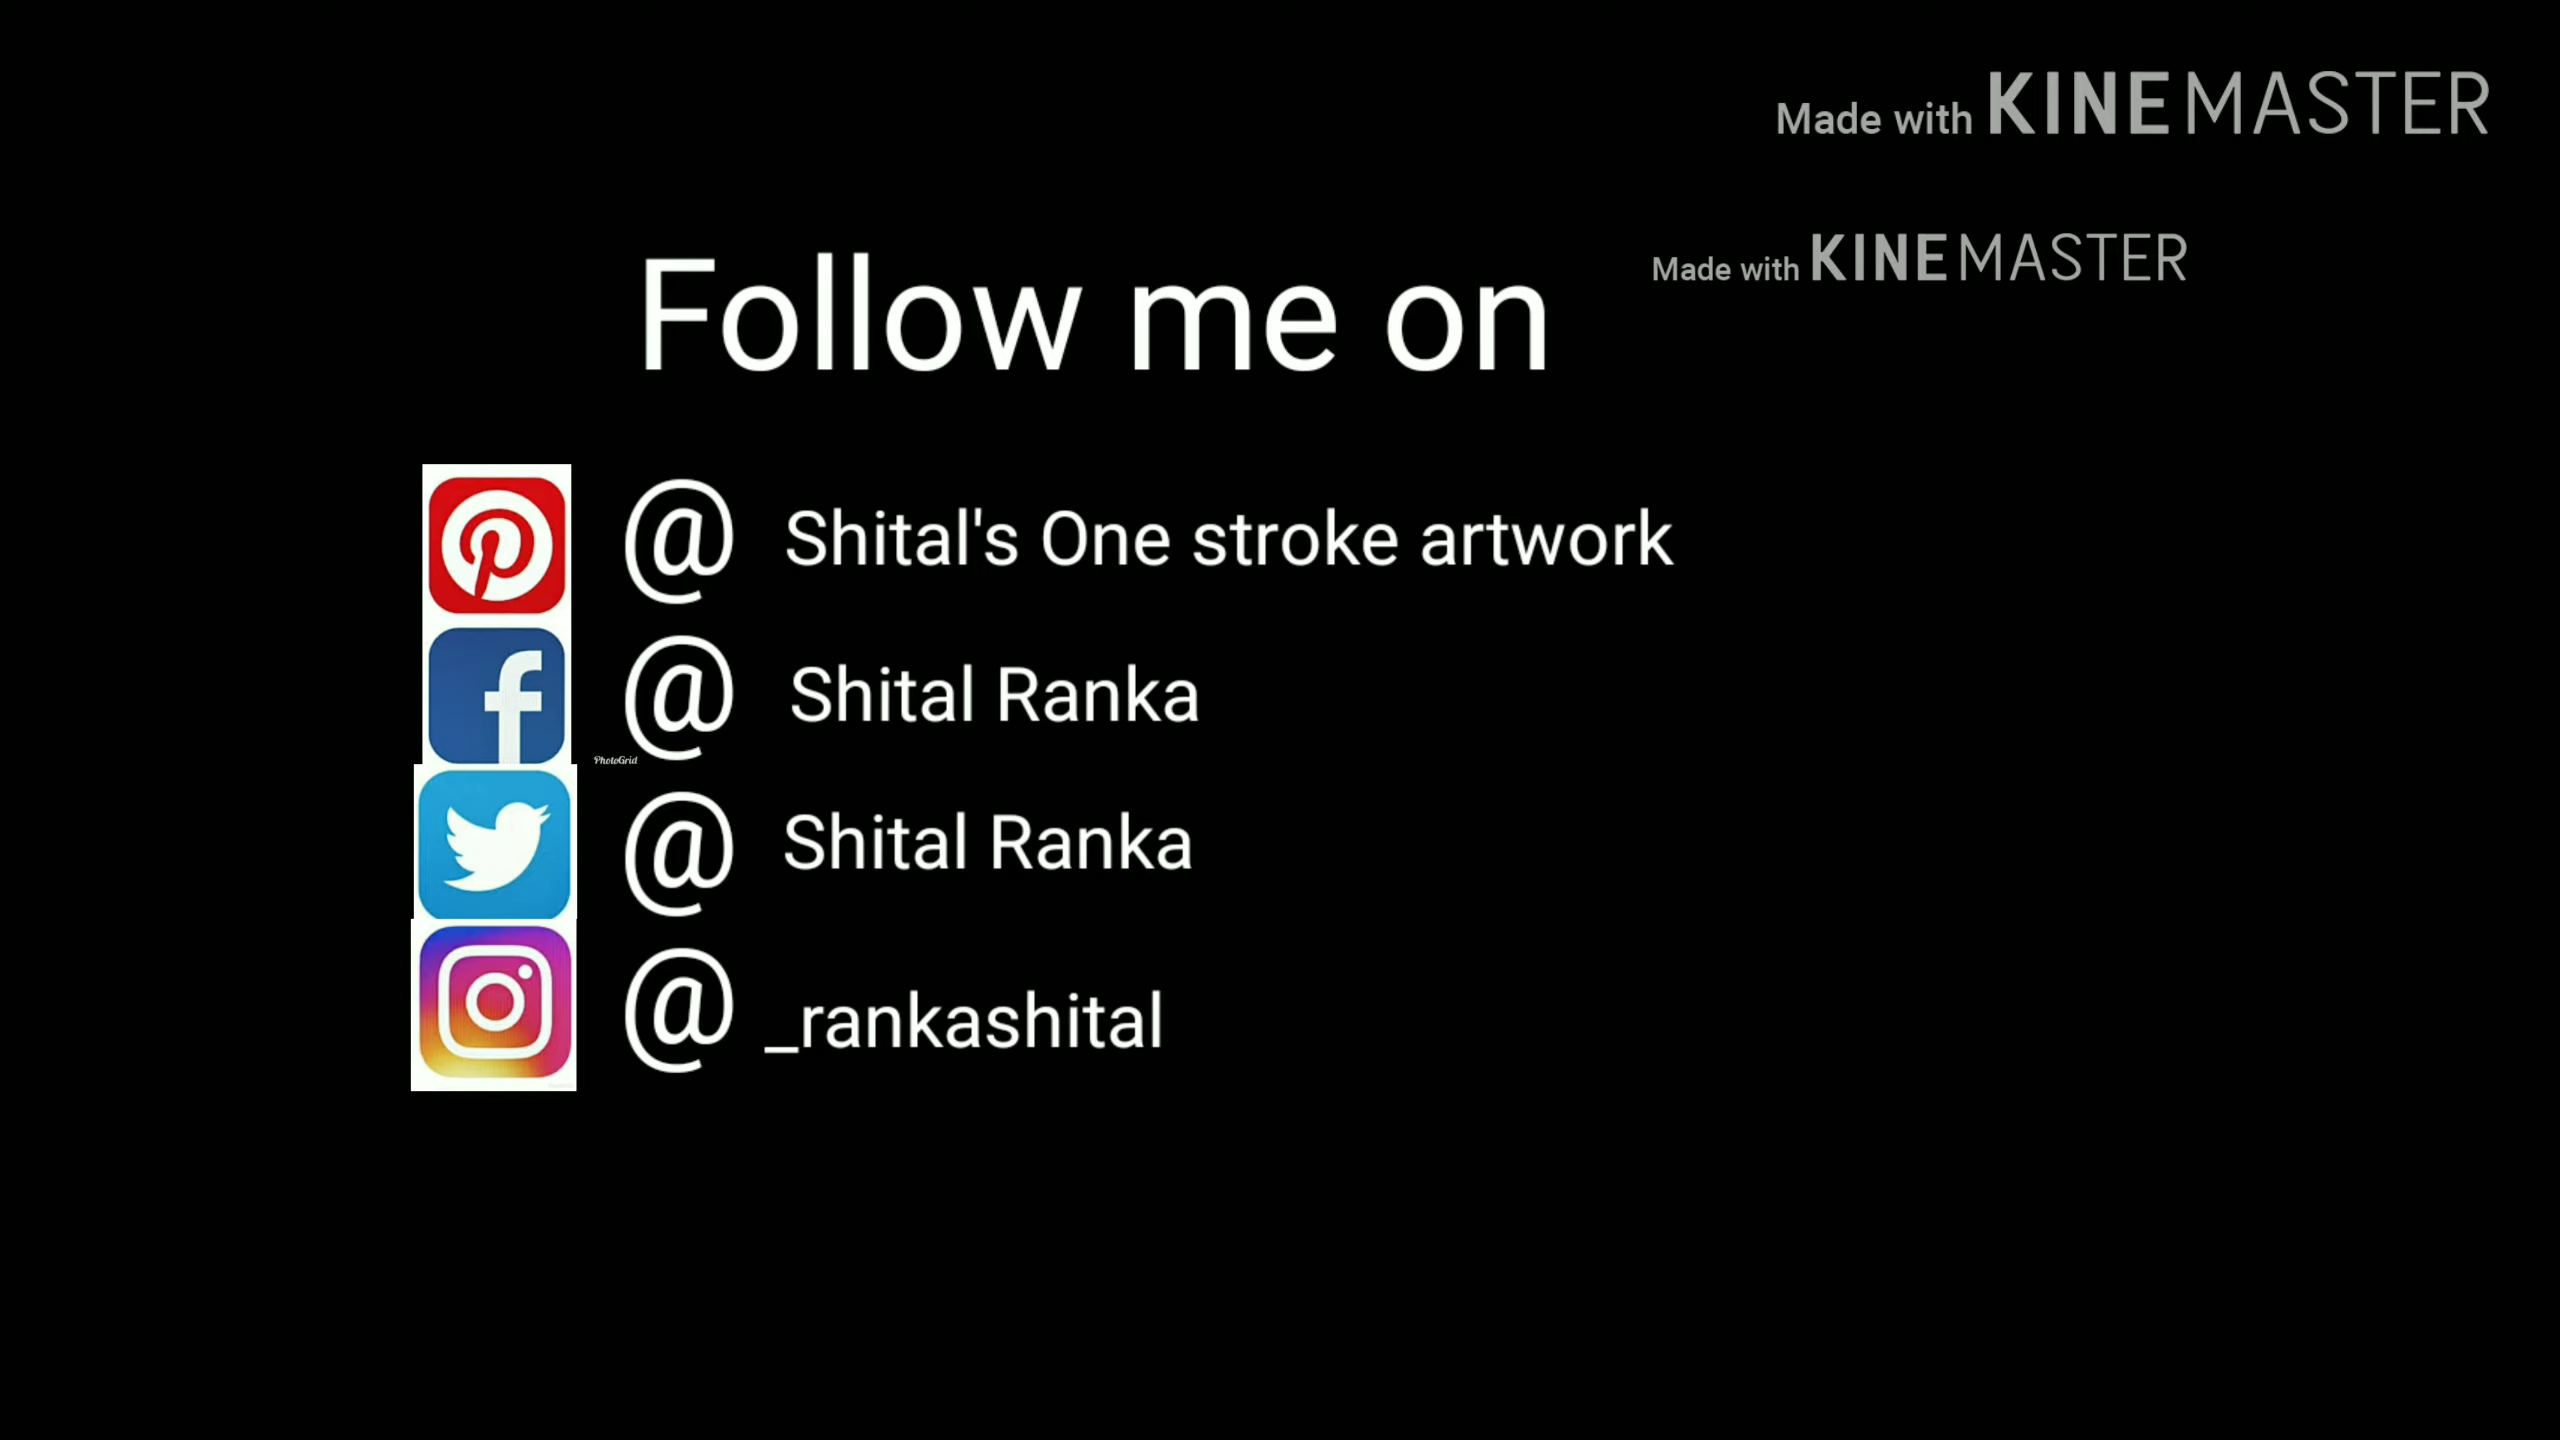 Made with KINEMASTER
Made with KINEMASTER
Follow me on
@ Shital's One stroke artwork
@ Shital Ranka
PhotoGrid
@ Shital Ranka
@ _rankashital